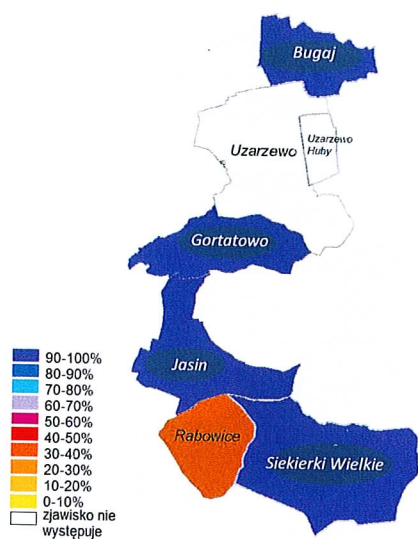 Bugaj
Uzarzewo
Uzarzewo
Huby
Gortatowo
Jasin
Rabowice
Siekierki Wielkie
90-100%
80-90%
70-80%
60-70%
50-60%
40-50%
30-40%
20-30%
10-20%
0-10%
zjawisko nie
występuje